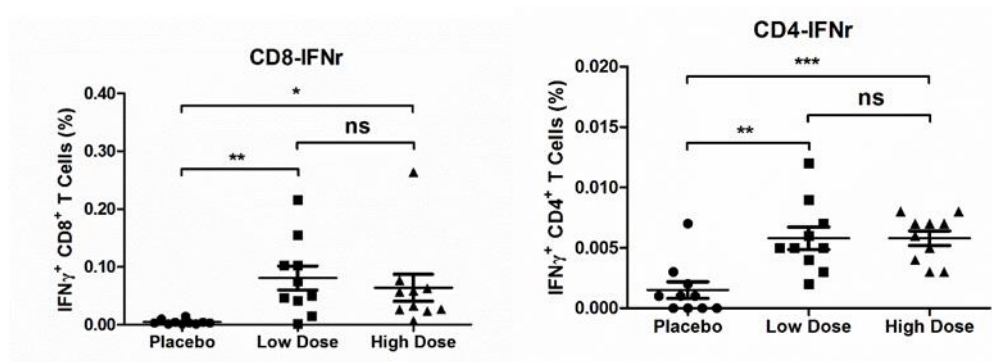 CD8-IFNr
IFNγ⁺ CD8⁺ T Cells (%)
0.40
0.30
0.20
0.10
0.00
*
ns
**
Placebo
Low Dose
High Dose
CD4-IFNr
IFNγ⁺ CD4⁺ T Cells (%)
0.020
0.015
0.010
0.005
0.000
***
ns
**
Placebo
Low Dose
High Dose